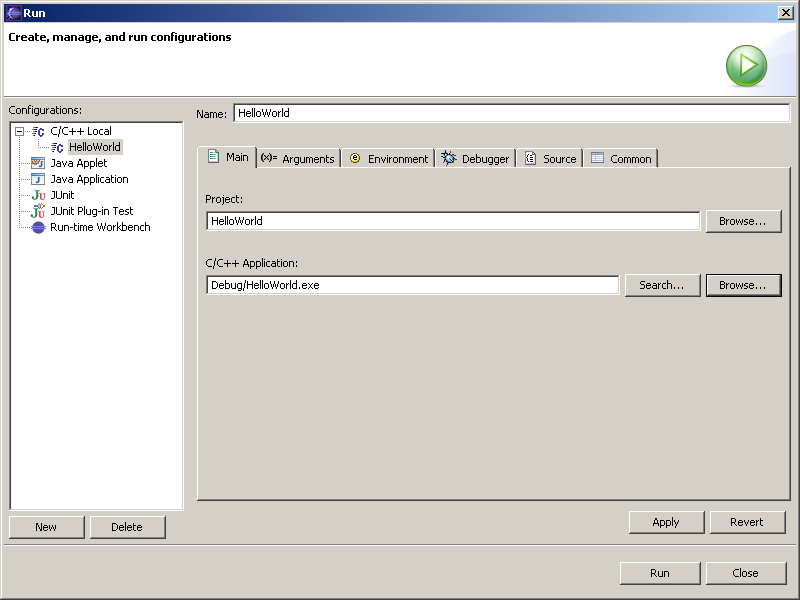 Run
Create, manage, and run configurations
Configurations:
C/C++ Local
HelloWorld
Java Applet
Java Application
JUnit
JUnit Plug-in Test
Run-time Workbench
New Delete
Name: HelloWorld
Main (x)= Arguments Environment Debugger Source Common
Project:
HelloWorld Browse...
C/C++ Application:
Debug/HelloWorld.exe Search... Browse...
Apply Revert
Run Close